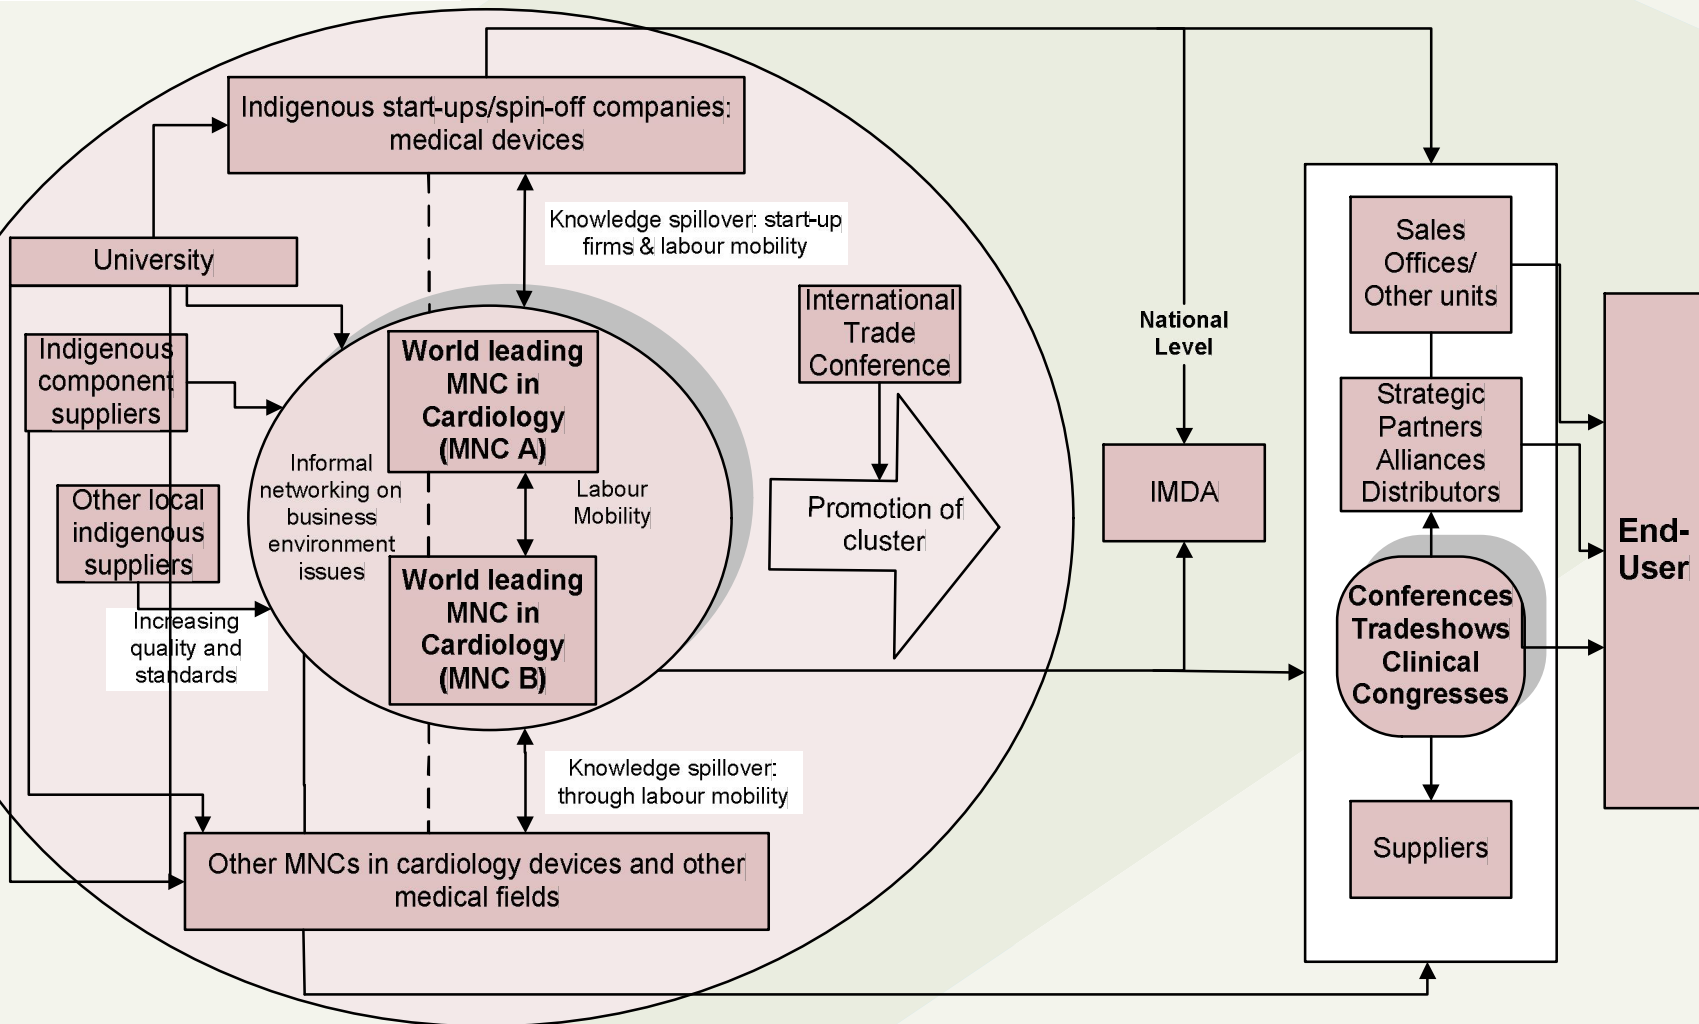 Indigenous start-ups/spin-off companies:
medical devices
Knowledge spillover: start-up
firms & labour mobility
University
Indigenous
component
suppliers
Other local
indigenous
suppliers
Increasing
quality and
standards
World leading
MNC in
Cardiology
(MNC A)
Informal
networking on
business
environment
issues
Labour
Mobility
World leading
MNC in
Cardiology
(MNC B)
Knowledge spillover:
through labour mobility
Other MNCs in cardiology devices and other
medical fields
International
Trade
Conference
Promotion of
cluster
National
Level
IMDA
Sales
Offices/
Other units
Strategic
Partners
Alliances
Distributors
Conferences
Tradeshows
Clinical
Congresses
Suppliers
End-
User